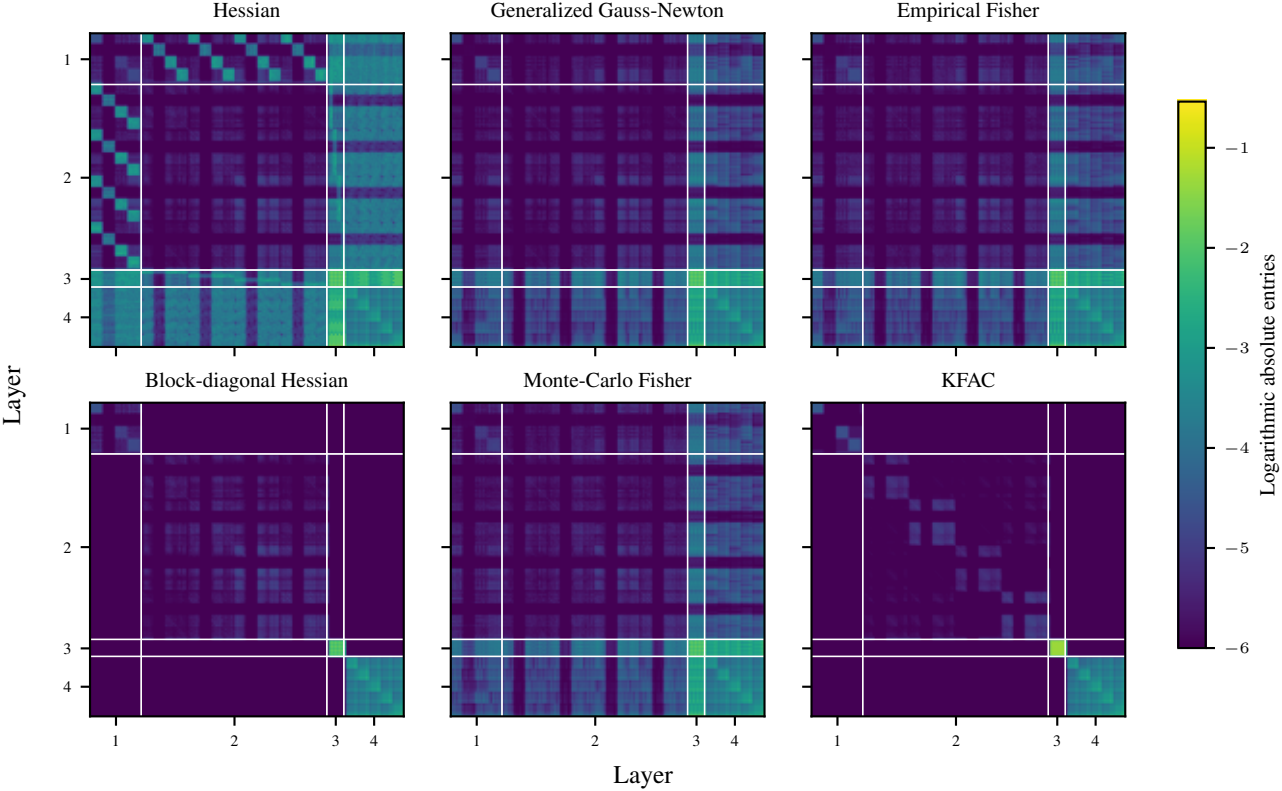 Hessian
Generalized Gauss-Newton
Empirical Fisher
1
2
3
4
Block-diagonal Hessian
Monte-Carlo Fisher
KFAC
1
2
3
4
1
2
3
4
1
2
3
4
1
2
3
4
Layer
Layer
−1
−2
−3
−4
−5
−6
Logarithmic absolute entries